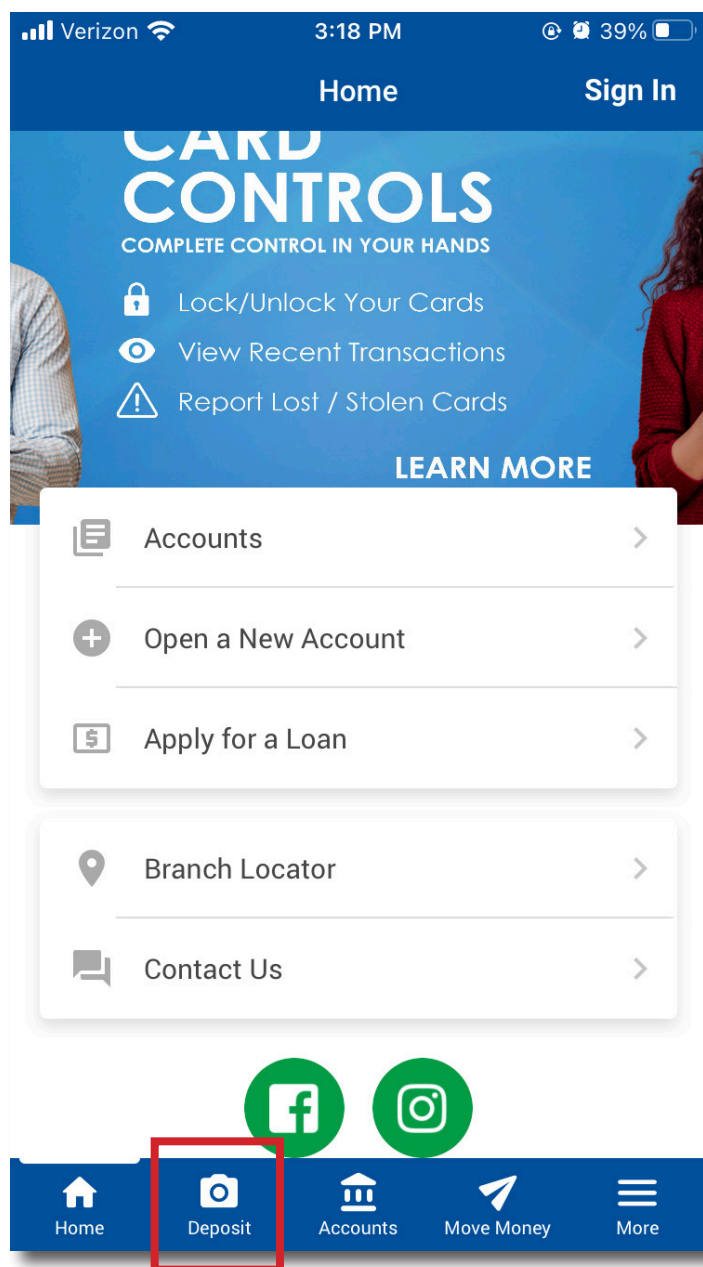 Verizon 3:18 PM 39%
Home Sign In
CARD
CONTROLS
COMPLETE CONTROL IN YOUR HANDS
Lock/Unlock Your Cards
View Recent Transactions
Report Lost / Stolen Cards
LEARN MORE
Accounts
Open a New Account
Apply for a Loan
Branch Locator
Contact Us
Home Deposit Accounts Move Money More